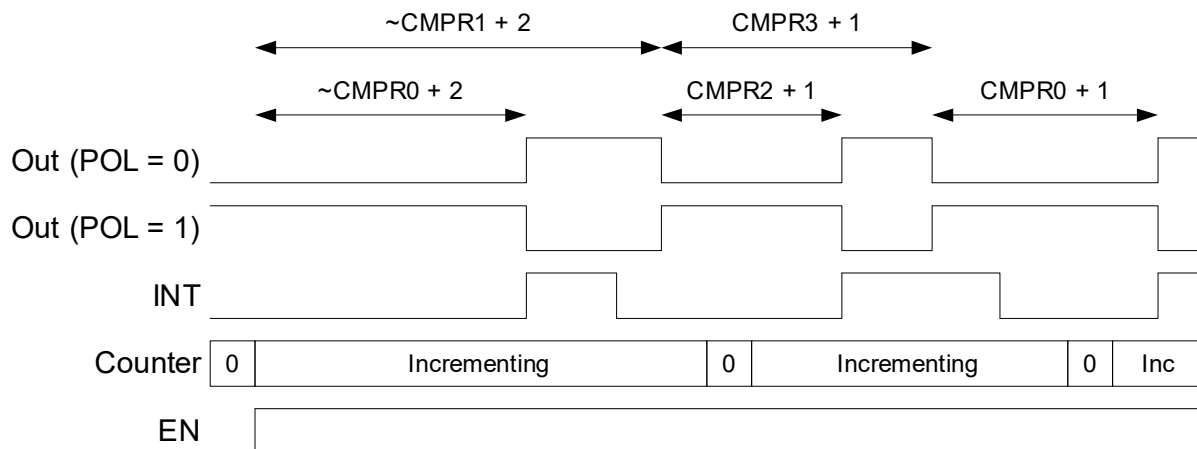 ~CMPR1 + 2 CMPR3 + 1
~CMPR0 + 2 CMPR2 + 1 CMPR0 + 1
Out (POL = 0)
Out (POL = 1)
INT
Counter 0 Incrementing 0 Incrementing 0 Inc
EN